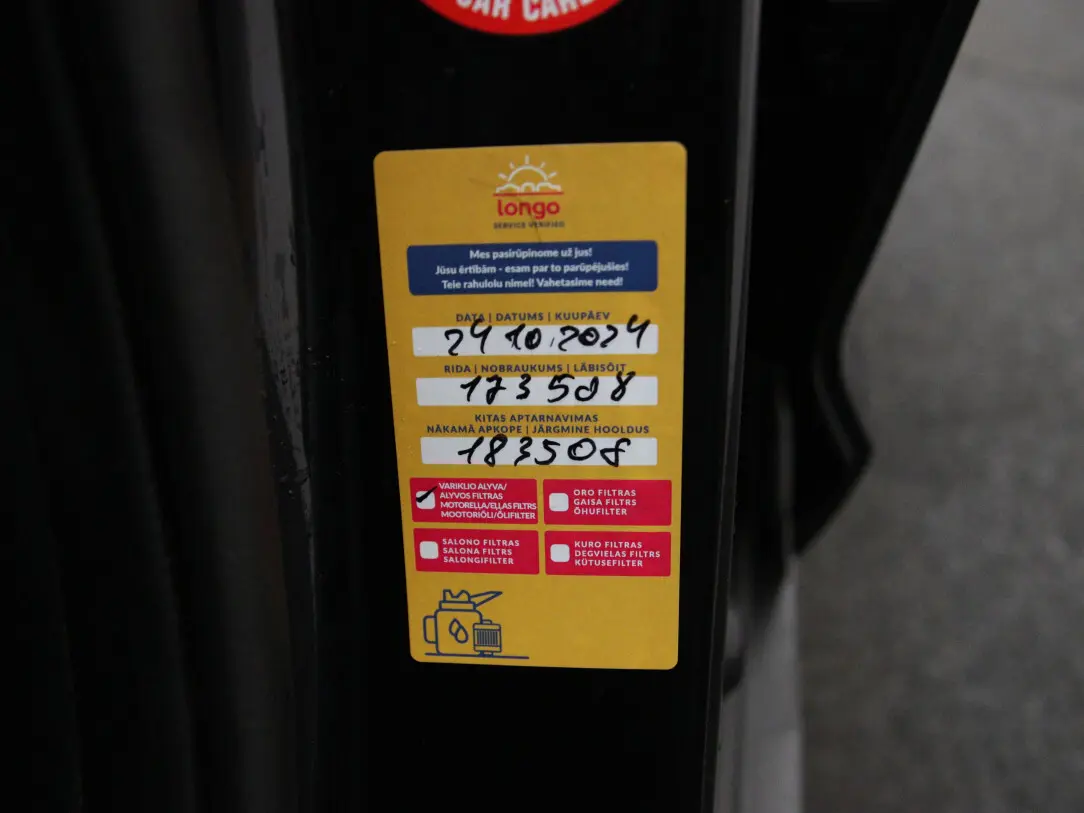 CAR CARE
longo
SERVICE VERIFIED
Mes pasirūpinome už jus!
Jūsu ērtībām - esam par to parūpējušies!
Teie rahulolu nimel! Vahetasime need!
DATA | DATUMS | KUUPÄEV
24 10.2024
RIDA | NOBRAUKUMS | LÄBISÕIT
173508
KITAS APTARNAVIMAS
NĀKAMĀ APKOPE | JÄRGMINE HOOLDUS
183508
VARIKLIO ALYVA/
ALYVOS FILTRAS
MOTOREĻĻA/EĻĻAS FILTRS
MOOTORIÕLI/ÕLIFILTER
ORO FILTRAS
GAISA FILTRS
ÕHUFILTER
SALONO FILTRAS
SALONA FILTRS
SALONGIFILTER
KURO FILTRAS
DEGVIELAS FILTRS
KÜTUSEFILTER